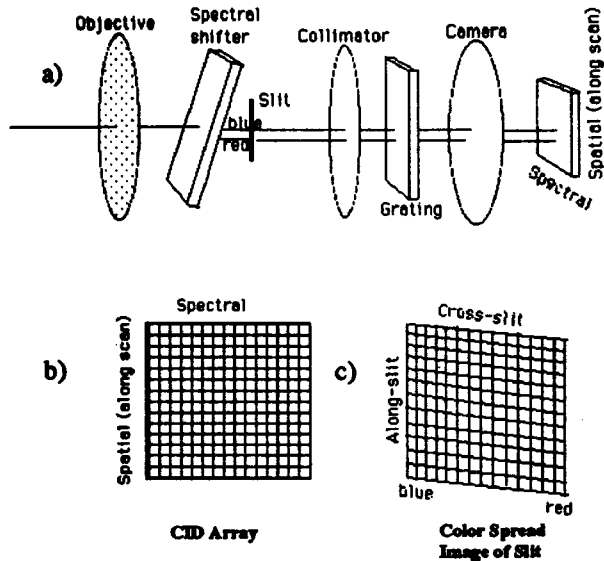 Objective
Spectral
shifter
Collimator
Camera
a)
Slit
blue
red
Grating
Spectral
Spatial (along scan)
Spectral
b)
Spatial (along scan)
CID Array
c)
Cross-slit
Along-slit
blue
red
Color Spread
Image of Slit